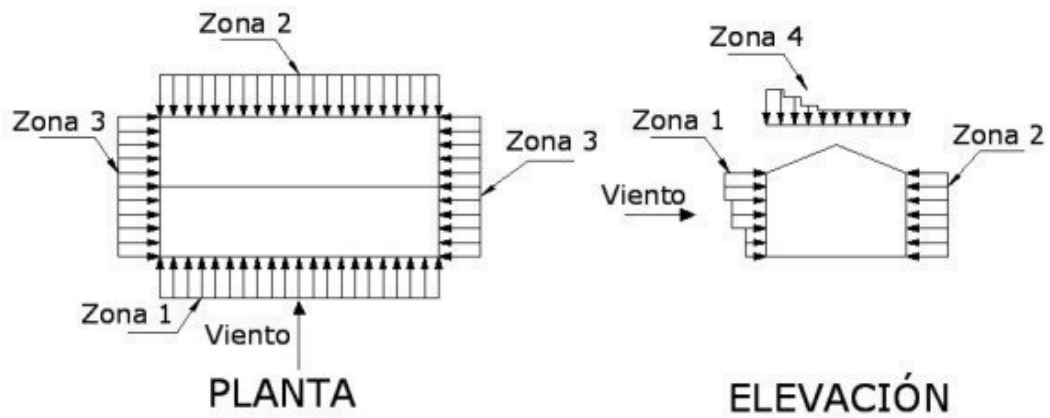 Zona 2
Zona 3
Zona 3
Zona 1
Viento
PLANTA
Zona 4
Zona 1
Zona 2
Viento
ELEVACIÓN